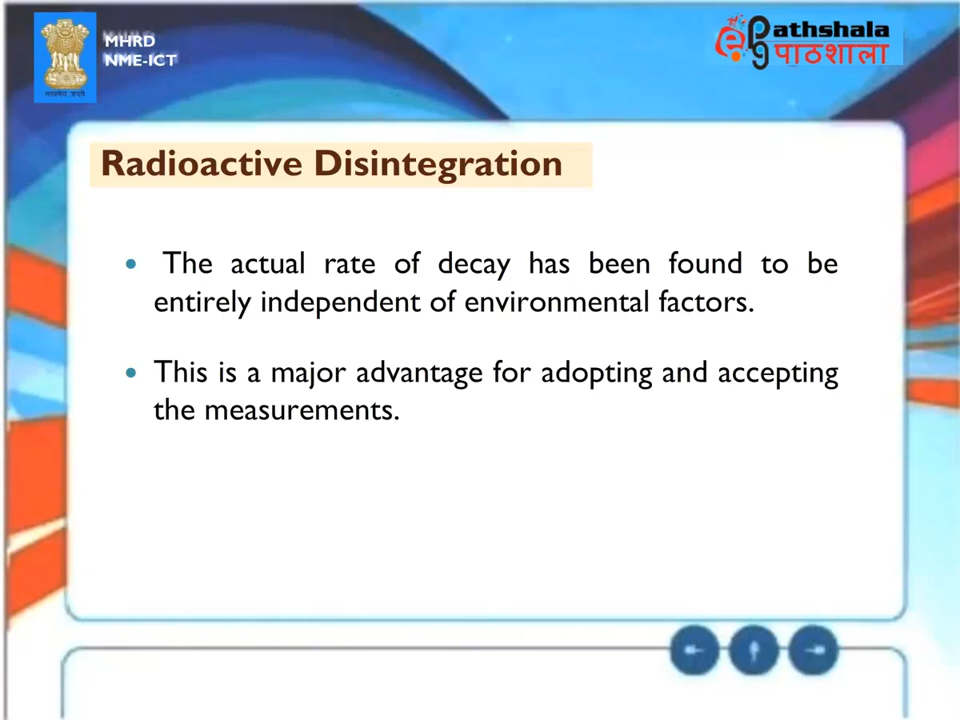 MHRD
NME-ICT
ePG Pathshala
पाठशाला
Radioactive Disintegration
• The actual rate of decay has been found to be
entirely independent of environmental factors.
• This is a major advantage for adopting and accepting
the measurements.